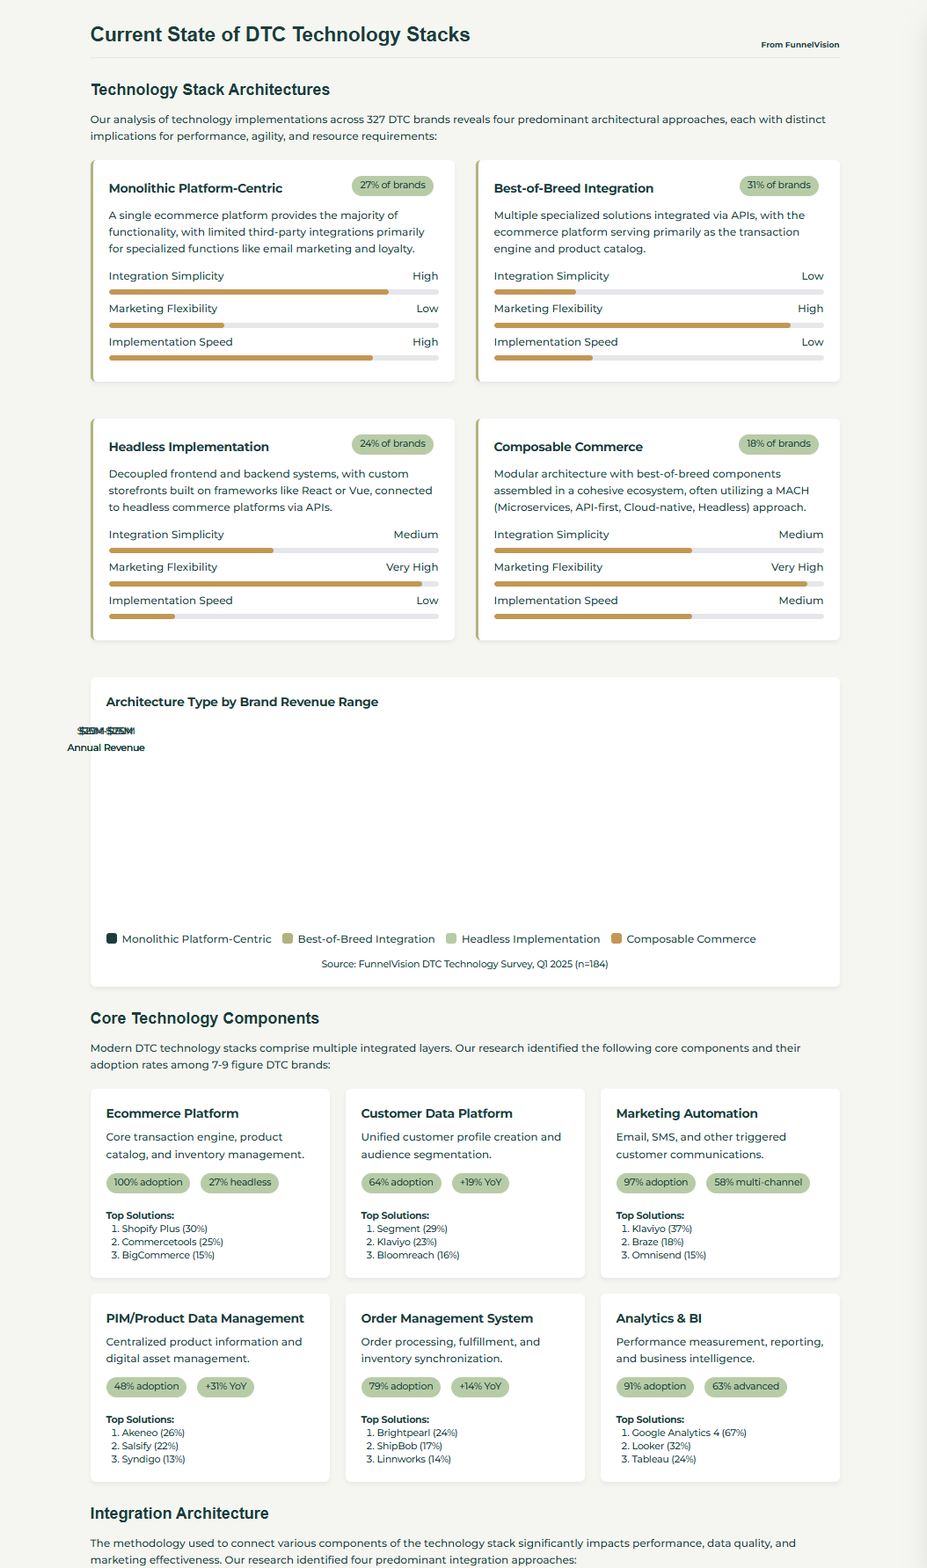 Current State of DTC Technology Stacks
From FunnelVision
Technology Stack Architectures
Our analysis of technology implementations across 327 DTC brands reveals four predominant architectural approaches, each with distinct
implications for performance, agility, and resource requirements:
Monolithic Platform-Centric
27% of brands
A single ecommerce platform provides the majority of
functionality, with limited third-party integrations primarily
for specialized functions like email marketing and loyalty.
Integration Simplicity High
Marketing Flexibility Low
Implementation Speed High
Best-of-Breed Integration
31% of brands
Multiple specialized solutions integrated via APIs, with the
ecommerce platform serving primarily as the transaction
engine and product catalog.
Integration Simplicity Low
Marketing Flexibility High
Implementation Speed Low
Headless Implementation
24% of brands
Decoupled frontend and backend systems, with custom
storefronts built on frameworks like React or Vue, connected
to headless commerce platforms via APIs.
Integration Simplicity Medium
Marketing Flexibility Very High
Implementation Speed Low
Composable Commerce
18% of brands
Modular architecture with best-of-breed components
assembled in a cohesive ecosystem, often utilizing a MACH
(Microservices, API-first, Cloud-native, Headless) approach.
Integration Simplicity Medium
Marketing Flexibility Very High
Implementation Speed Medium
Architecture Type by Brand Revenue Range
Annual Revenue
Monolithic Platform-Centric Best-of-Breed Integration Headless Implementation Composable Commerce
Source: FunnelVision DTC Technology Survey, Q1 2025 (n=184)
Core Technology Components
Modern DTC technology stacks comprise multiple integrated layers. Our research identified the following core components and their
adoption rates among 7-9 figure DTC brands:
Ecommerce Platform
Core transaction engine, product
catalog, and inventory management.
100% adoption 27% headless
Top Solutions:
1. Shopify Plus (30%)
2. Commercetools (25%)
3. BigCommerce (15%)
Customer Data Platform
Unified customer profile creation and
audience segmentation.
64% adoption +19% YoY
Top Solutions:
1. Segment (29%)
2. Klaviyo (23%)
3. Bloomreach (16%)
Marketing Automation
Email, SMS, and other triggered
customer communications.
97% adoption 58% multi-channel
Top Solutions:
1. Klaviyo (37%)
2. Braze (18%)
3. Omnisend (15%)
PIM/Product Data Management
Centralized product information and
digital asset management.
48% adoption +31% YoY
Top Solutions:
1. Akeneo (26%)
2. Salsify (22%)
3. Syndigo (13%)
Order Management System
Order processing, fulfillment, and
inventory synchronization.
79% adoption +14% YoY
Top Solutions:
1. Brightpearl (24%)
2. ShipBob (17%)
3. Linnworks (14%)
Analytics & BI
Performance measurement, reporting,
and business intelligence.
91% adoption 63% advanced
Top Solutions:
1. Google Analytics 4 (67%)
2. Looker (32%)
3. Tableau (24%)
Integration Architecture
The methodology used to connect various components of the technology stack significantly impacts performance, data quality, and
marketing effectiveness. Our research identified four predominant integration approaches: